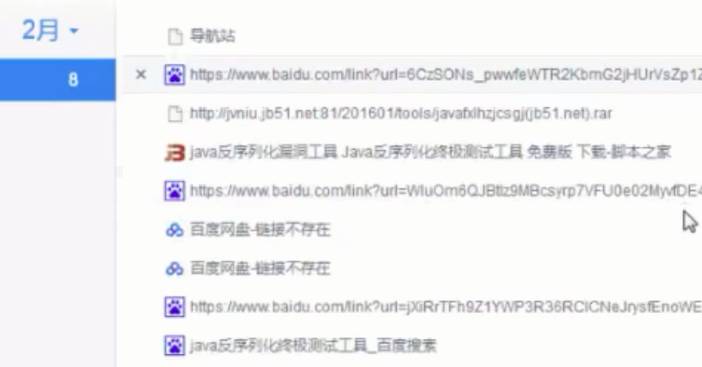 2月
8
导航站
https://www.baidu.com/link?url=6CzSONs_pwwfeWTR2KbmG2jHUrVsZp1Z
http://jvniu.jb51.net:81/201601/tools/javafxlhzjcsgj(jb51.net).rar
java反序列化漏洞工具 Java反序列化终极测试工具 免费版 下载-脚本之家
https://www.baidu.com/link?url=WluOm6QJBtlz9MBcsyrp7VFU0e02MyvfDE4
百度网盘-链接不存在
百度网盘-链接不存在
https://www.baidu.com/link?url=jXiRrTFh9Z1YWP3R36RCICNeJrysfEnoWE
java反序列化终极测试工具_百度搜索